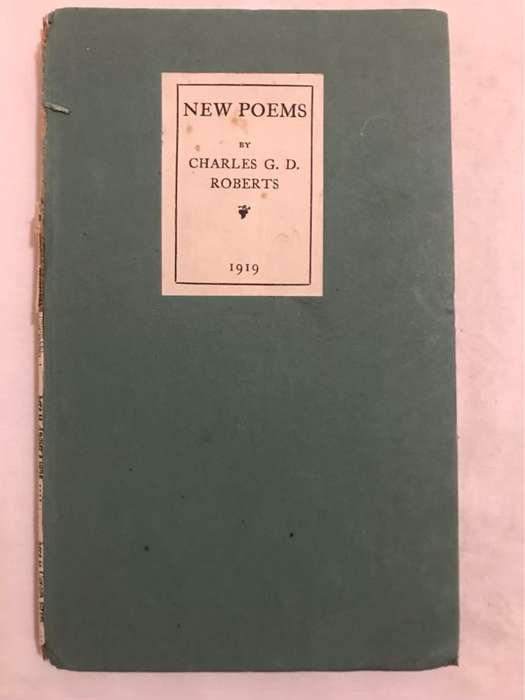 NEW POEMS
BY
CHARLES G. D.
ROBERTS
1919